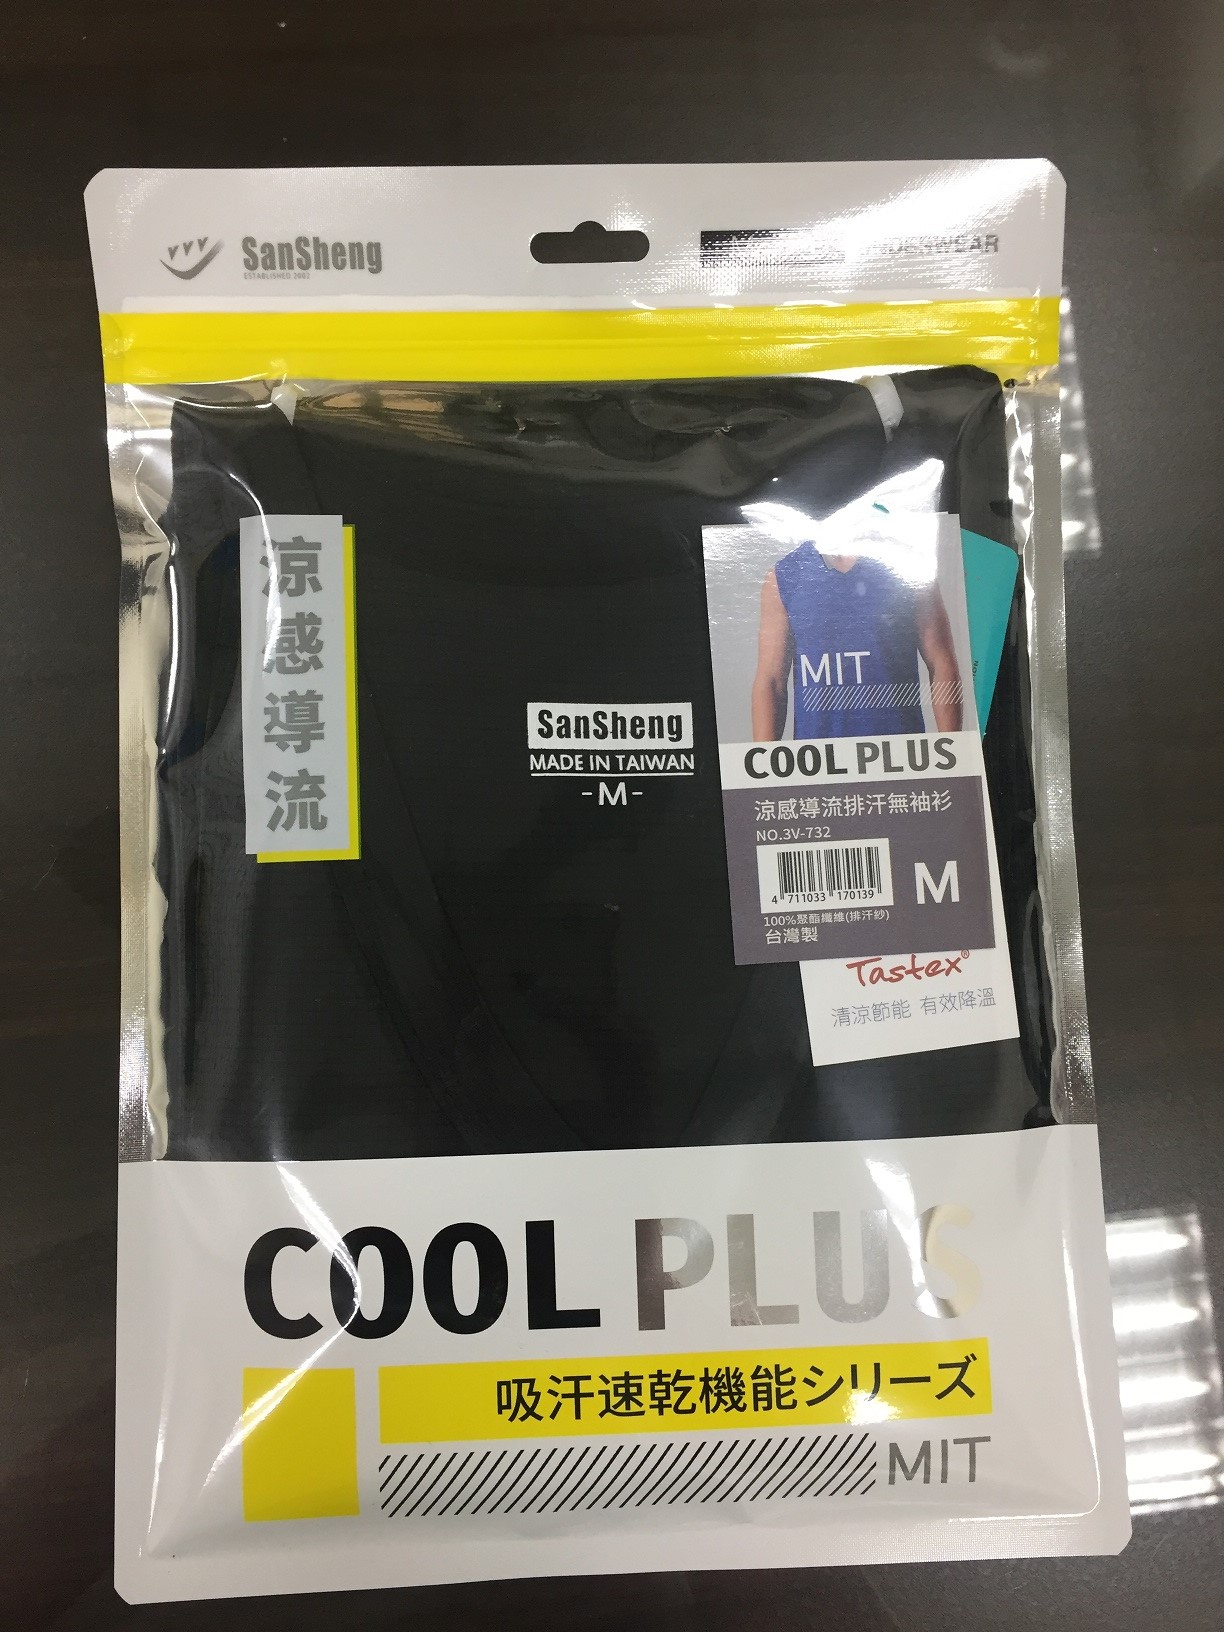 SanSheng
ESTABLISHED 2002
UNDERWEAR
涼感導流
SanSheng
MADE IN TAIWAN
-M-
MIT
COOL PLUS
涼感導流排汗無袖衫
NO.3V-732
4 711033 170139
M
100%聚酯纖維(排汗紗)
台灣製
Tastex®
清涼節能 有效降溫
COOL PLUS
吸汗速乾機能シリーズ
MIT